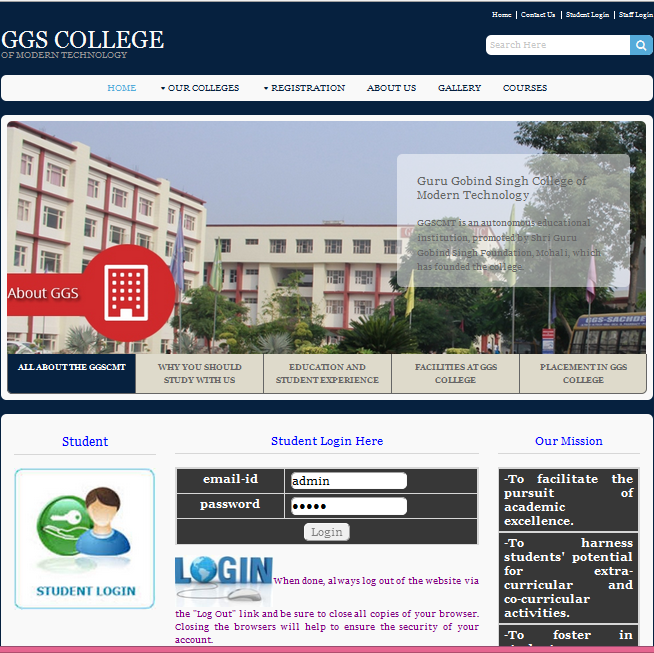 Home | Contact Us | Student Login | Staff Login
GGS COLLEGE
OF MODERN TECHNOLOGY
Search Here
HOME OUR COLLEGES REGISTRATION ABOUT US GALLERY COURSES
Guru Gobind Singh College of
Modern Technology
GGSCMT is an autonomous educational
institution, promoted by Shri Guru
Gobind Singh Foundation, Mohali, which
has founded the college.
About GGS
GGS-SACHDE
ALL ABOUT THE GGSCMT
WHY YOU SHOULD
STUDY WITH US
EDUCATION AND
STUDENT EXPERIENCE
FACILITIES AT GGS
COLLEGE
PLACEMENT IN GGS
COLLEGE
Student
STUDENT LOGIN
Student Login Here
email-id admin
password •••••
Login
LOGIN
When done, always log out of the website via
the "Log Out" link and be sure to close all copies of your browser.
Closing the browsers will help to ensure the security of your
account.
Our Mission
-To facilitate the
pursuit of
academic
excellence.
-To harness
students' potential
for extra-
curricular and
co-curricular
activities.
-To foster in